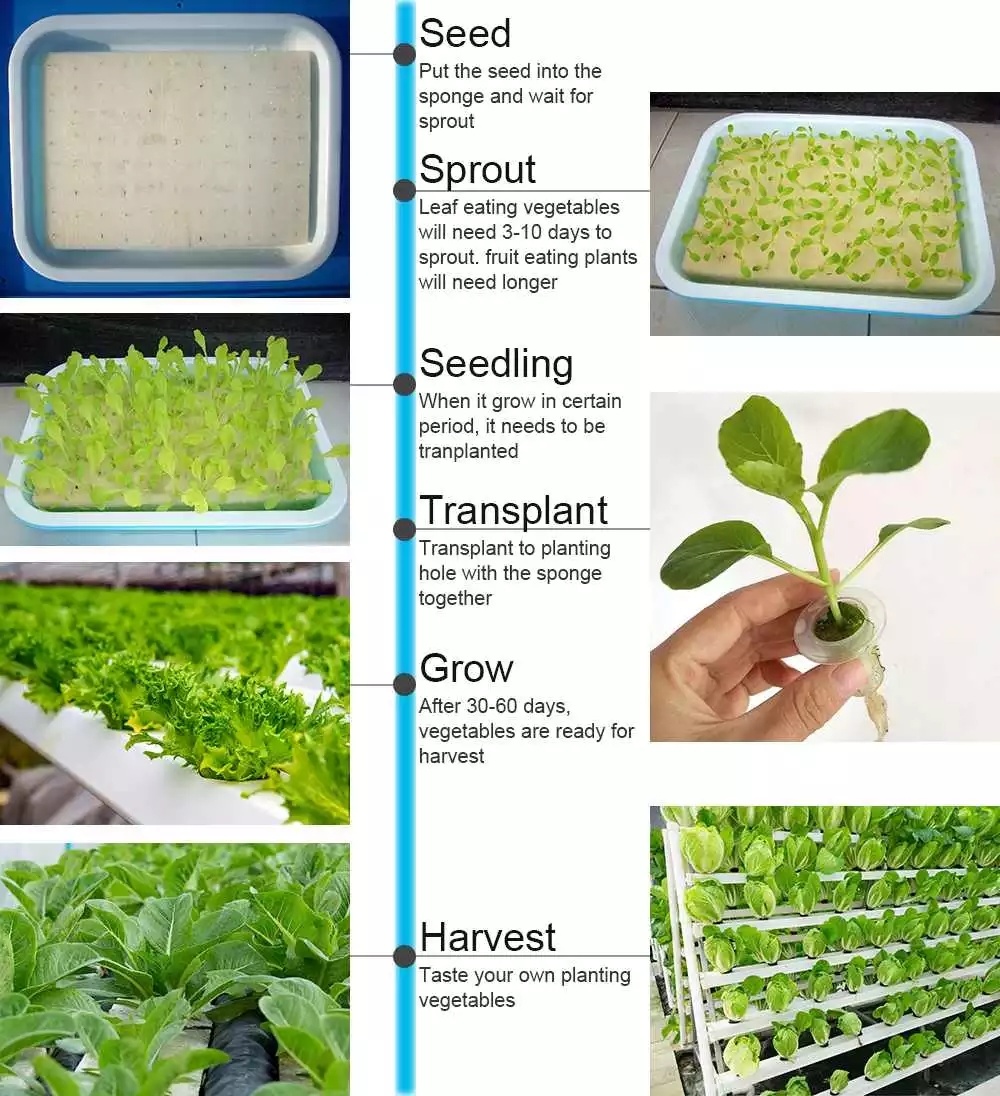 Seed
Put the seed into the
sponge and wait for
sprout
Sprout
Leaf eating vegetables
will need 3-10 days to
sprout. fruit eating plants
will need longer
Seedling
When it grow in certain
period, it needs to be
tranplanted
Transplant
Transplant to planting
hole with the sponge
together
Grow
After 30-60 days,
vegetables are ready for
harvest
Harvest
Taste your own planting
vegetables